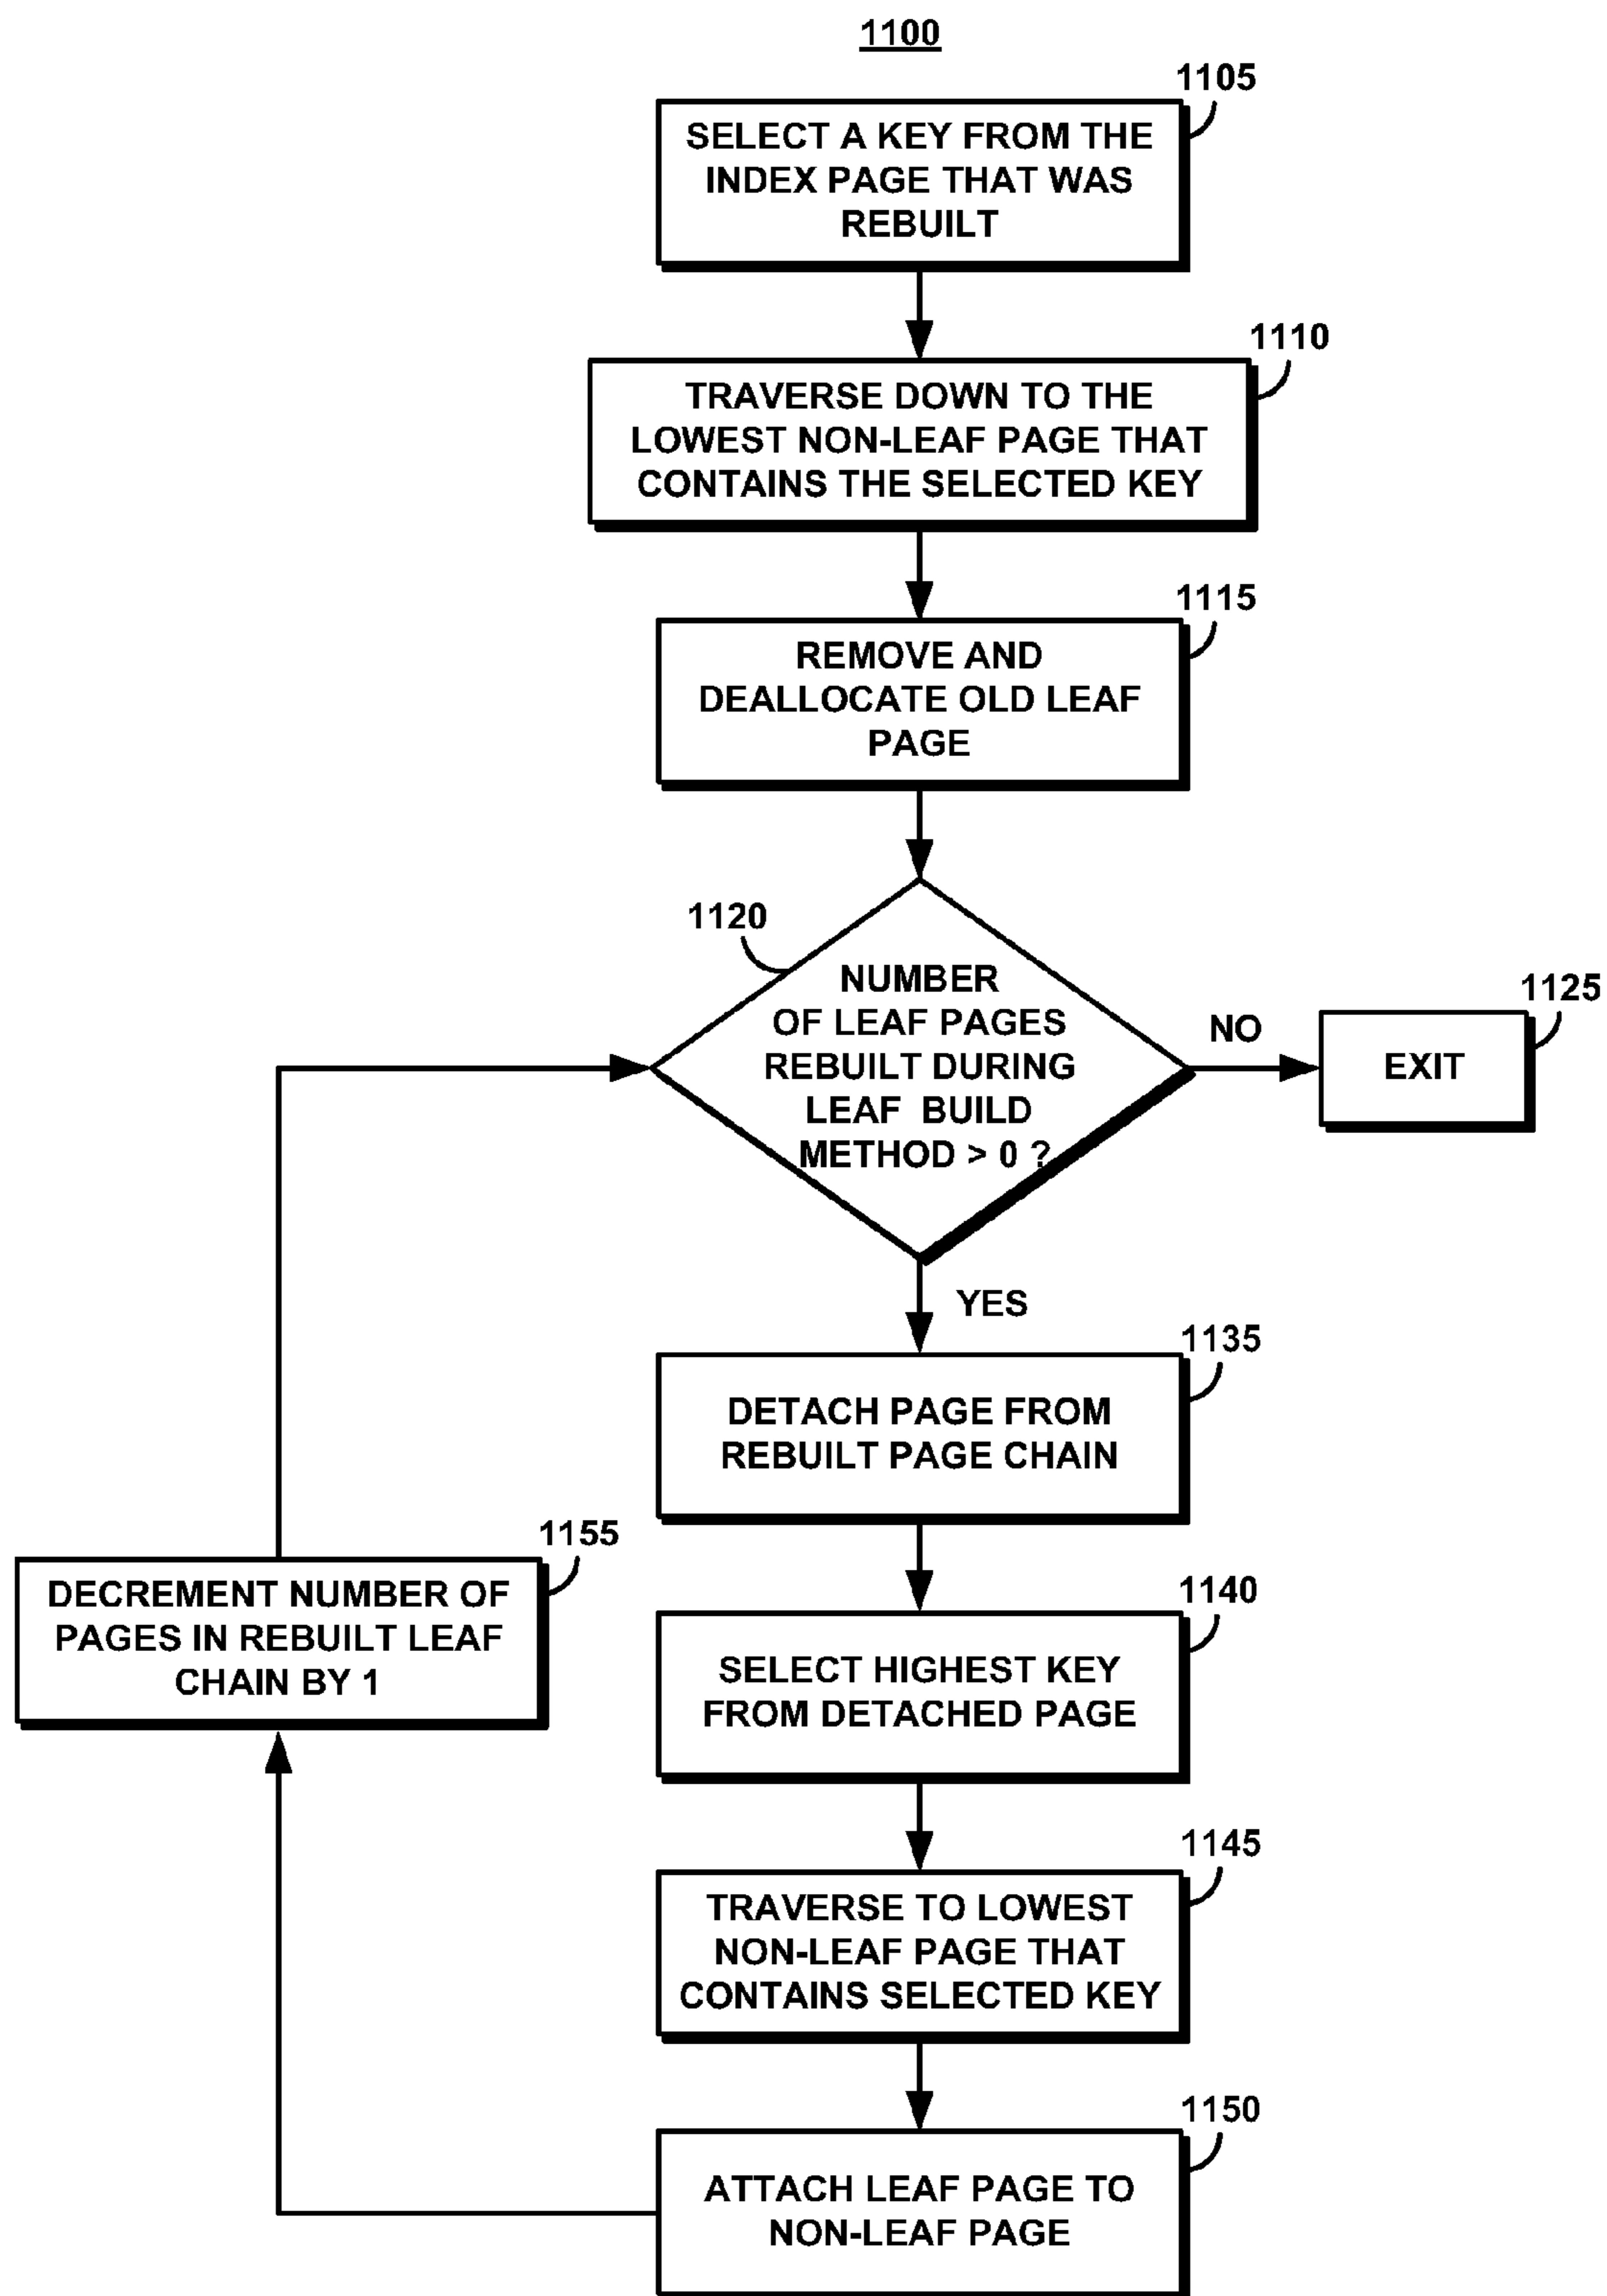 1100
1105
SELECT A KEY FROM THE
INDEX PAGE THAT WAS
REBUILT
1110
TRAVERSE DOWN TO THE
LOWEST NON-LEAF PAGE THAT
CONTAINS THE SELECTED KEY
1115
REMOVE AND
DEALLOCATE OLD LEAF
PAGE
1120
NUMBER
OF LEAF PAGES
REBUILT DURING
LEAF BUILD
METHOD > 0 ?
NO
1125
EXIT
YES
1135
DETACH PAGE FROM
REBUILT PAGE CHAIN
1140
SELECT HIGHEST KEY
FROM DETACHED PAGE
1145
TRAVERSE TO LOWEST
NON-LEAF PAGE THAT
CONTAINS SELECTED KEY
1150
ATTACH LEAF PAGE TO
NON-LEAF PAGE
1155
DECREMENT NUMBER OF
PAGES IN REBUILT LEAF
CHAIN BY 1